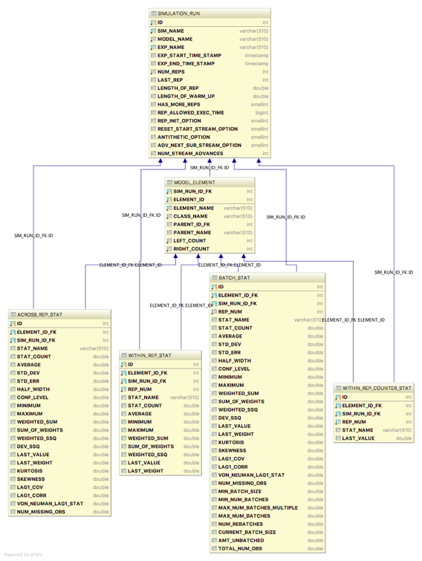 SIMULATION_RUN
ID int
SIM_NAME varchar(510)
MODEL_NAME varchar(510)
EXP_NAME varchar(510)
EXP_START_TIME_STAMP timestamp
EXP_END_TIME_STAMP timestamp
NUM_REPS int
LAST_REP int
LENGTH_OF_REP double
LENGTH_OF_WARM_UP double
HAS_MORE_REPS smallint
REP_ALLOWED_EXEC_TIME bigint
REP_INIT_OPTION smallint
RESET_START_STREAM_OPTION smallint
ANTITHETIC_OPTION smallint
ADV_NEXT_SUB_STREAM_OPTION smallint
NUM_STREAM_ADVANCES int
SIM_RUN_ID_FK:ID
MODEL_ELEMENT
SIM_RUN_ID_FK int
ELEMENT_ID int
ELEMENT_NAME varchar(510)
CLASS_NAME varchar(510)
PARENT_ID_FK int
PARENT_NAME varchar(510)
LEFT_COUNT int
RIGHT_COUNT int
SIM_RUN_ID_FK:ID
SIM_RUN_ID_FK:ID
SIM_RUN_ID_FK:ID
SIM_RUN_ID_FK:ID
ELEMENT_ID_FK:ELEMENT_ID
ELEMENT_ID_FK:ELEMENT_ID
ELEMENT_ID_FK:ELEMENT_ID
ELEMENT_ID_FK:ELEMENT_ID
ACROSS_REP_STAT
ID int
ELEMENT_ID_FK int
SIM_RUN_ID_FK int
STAT_NAME varchar(510)
STAT_COUNT double
AVERAGE double
STD_DEV double
STD_ERR double
HALF_WIDTH double
CONF_LEVEL double
MINIMUM double
MAXIMUM double
WEIGHTED_SUM double
SUM_OF_WEIGHTS double
WEIGHTED_SSQ double
DEV_SSQ double
LAST_VALUE double
LAST_WEIGHT double
KURTOSIS double
SKEWNESS double
LAG1_COV double
LAG1_CORR double
VON_NEUMAN_LAG1_STAT double
NUM_MISSING_OBS double
WITHIN_REP_STAT
ID int
ELEMENT_ID_FK int
SIM_RUN_ID_FK int
REP_NUM int
STAT_NAME varchar(510)
STAT_COUNT double
AVERAGE double
MINIMUM double
MAXIMUM double
WEIGHTED_SUM double
SUM_OF_WEIGHTS double
WEIGHTED_SSQ double
LAST_VALUE double
LAST_WEIGHT double
BATCH_STAT
ID int
ELEMENT_ID_FK int
SIM_RUN_ID_FK int
REP_NUM int
STAT_NAME varchar(510)
STAT_COUNT double
AVERAGE double
STD_DEV double
STD_ERR double
HALF_WIDTH double
CONF_LEVEL double
MINIMUM double
MAXIMUM double
WEIGHTED_SUM double
SUM_OF_WEIGHTS double
WEIGHTED_SSQ double
DEV_SSQ double
LAST_VALUE double
LAST_WEIGHT double
KURTOSIS double
SKEWNESS double
LAG1_COV double
LAG1_CORR double
VON_NEUMAN_LAG1_STAT double
NUM_MISSING_OBS double
MIN_BATCH_SIZE double
MIN_NUM_BATCHES double
MAX_NUM_BATCHES_MULTIPLE double
MAX_NUM_BATCHES double
NUM_REBATCHES double
CURRENT_BATCH_SIZE double
AMT_UNBATCHED double
TOTAL_NUM_OBS double
WITHIN_REP_COUNTER_STAT
ID int
ELEMENT_ID_FK int
SIM_RUN_ID_FK int
REP_NUM int
STAT_NAME varchar(510)
LAST_VALUE double
Powered by yFiles